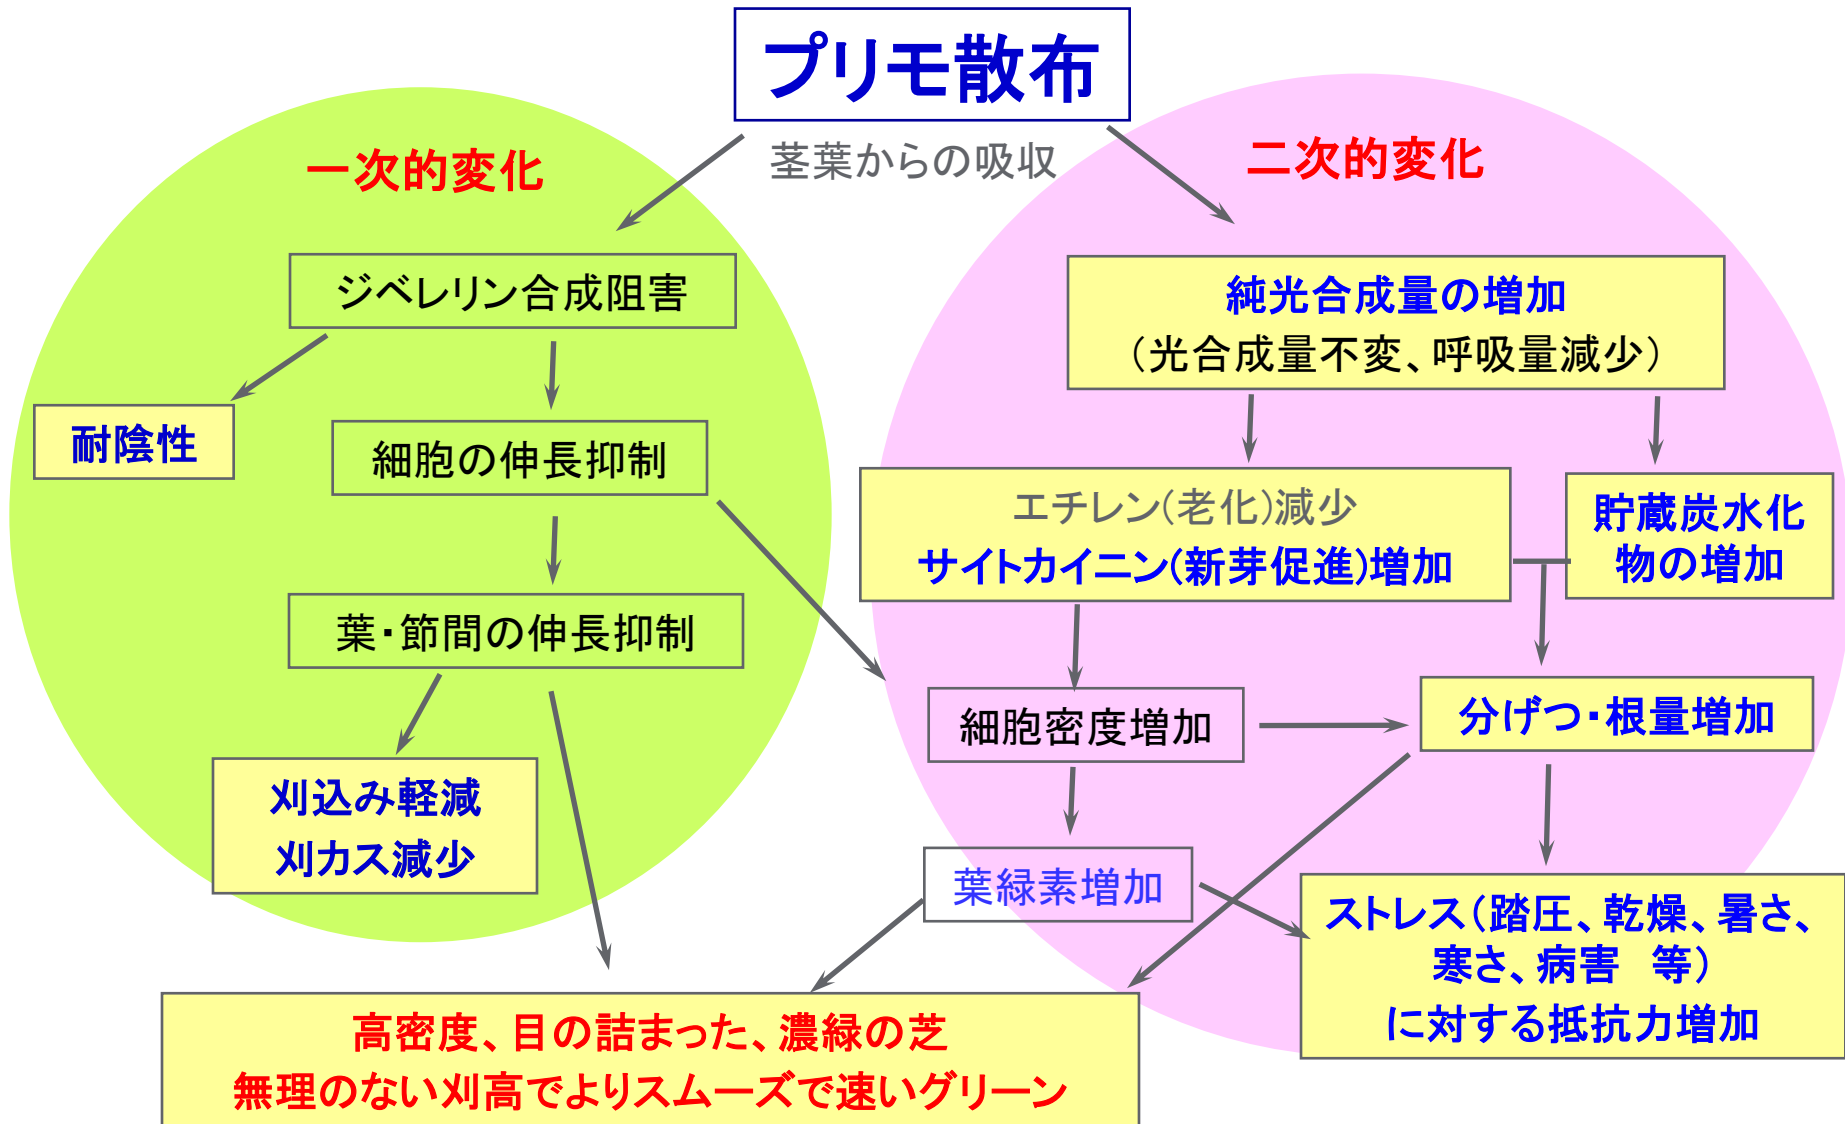 プリモ散布
茎葉からの吸収
一次的変化
ジベレリン合成阻害
耐陰性
細胞の伸長抑制
葉・節間の伸長抑制
刈込み軽減
刈カス減少
二次的変化
純光合成量の増加
（光合成量不変、呼吸量減少）
エチレン(老化)減少
サイトカイニン(新芽促進)増加
貯蔵炭水化
物の増加
細胞密度増加
分げつ・根量増加
葉緑素増加
ストレス（踏圧、乾燥、暑さ、
寒さ、病害　等）
に対する抵抗力増加
高密度、目の詰まった、濃緑の芝
無理のない刈高でよりスムーズで速いグリーン